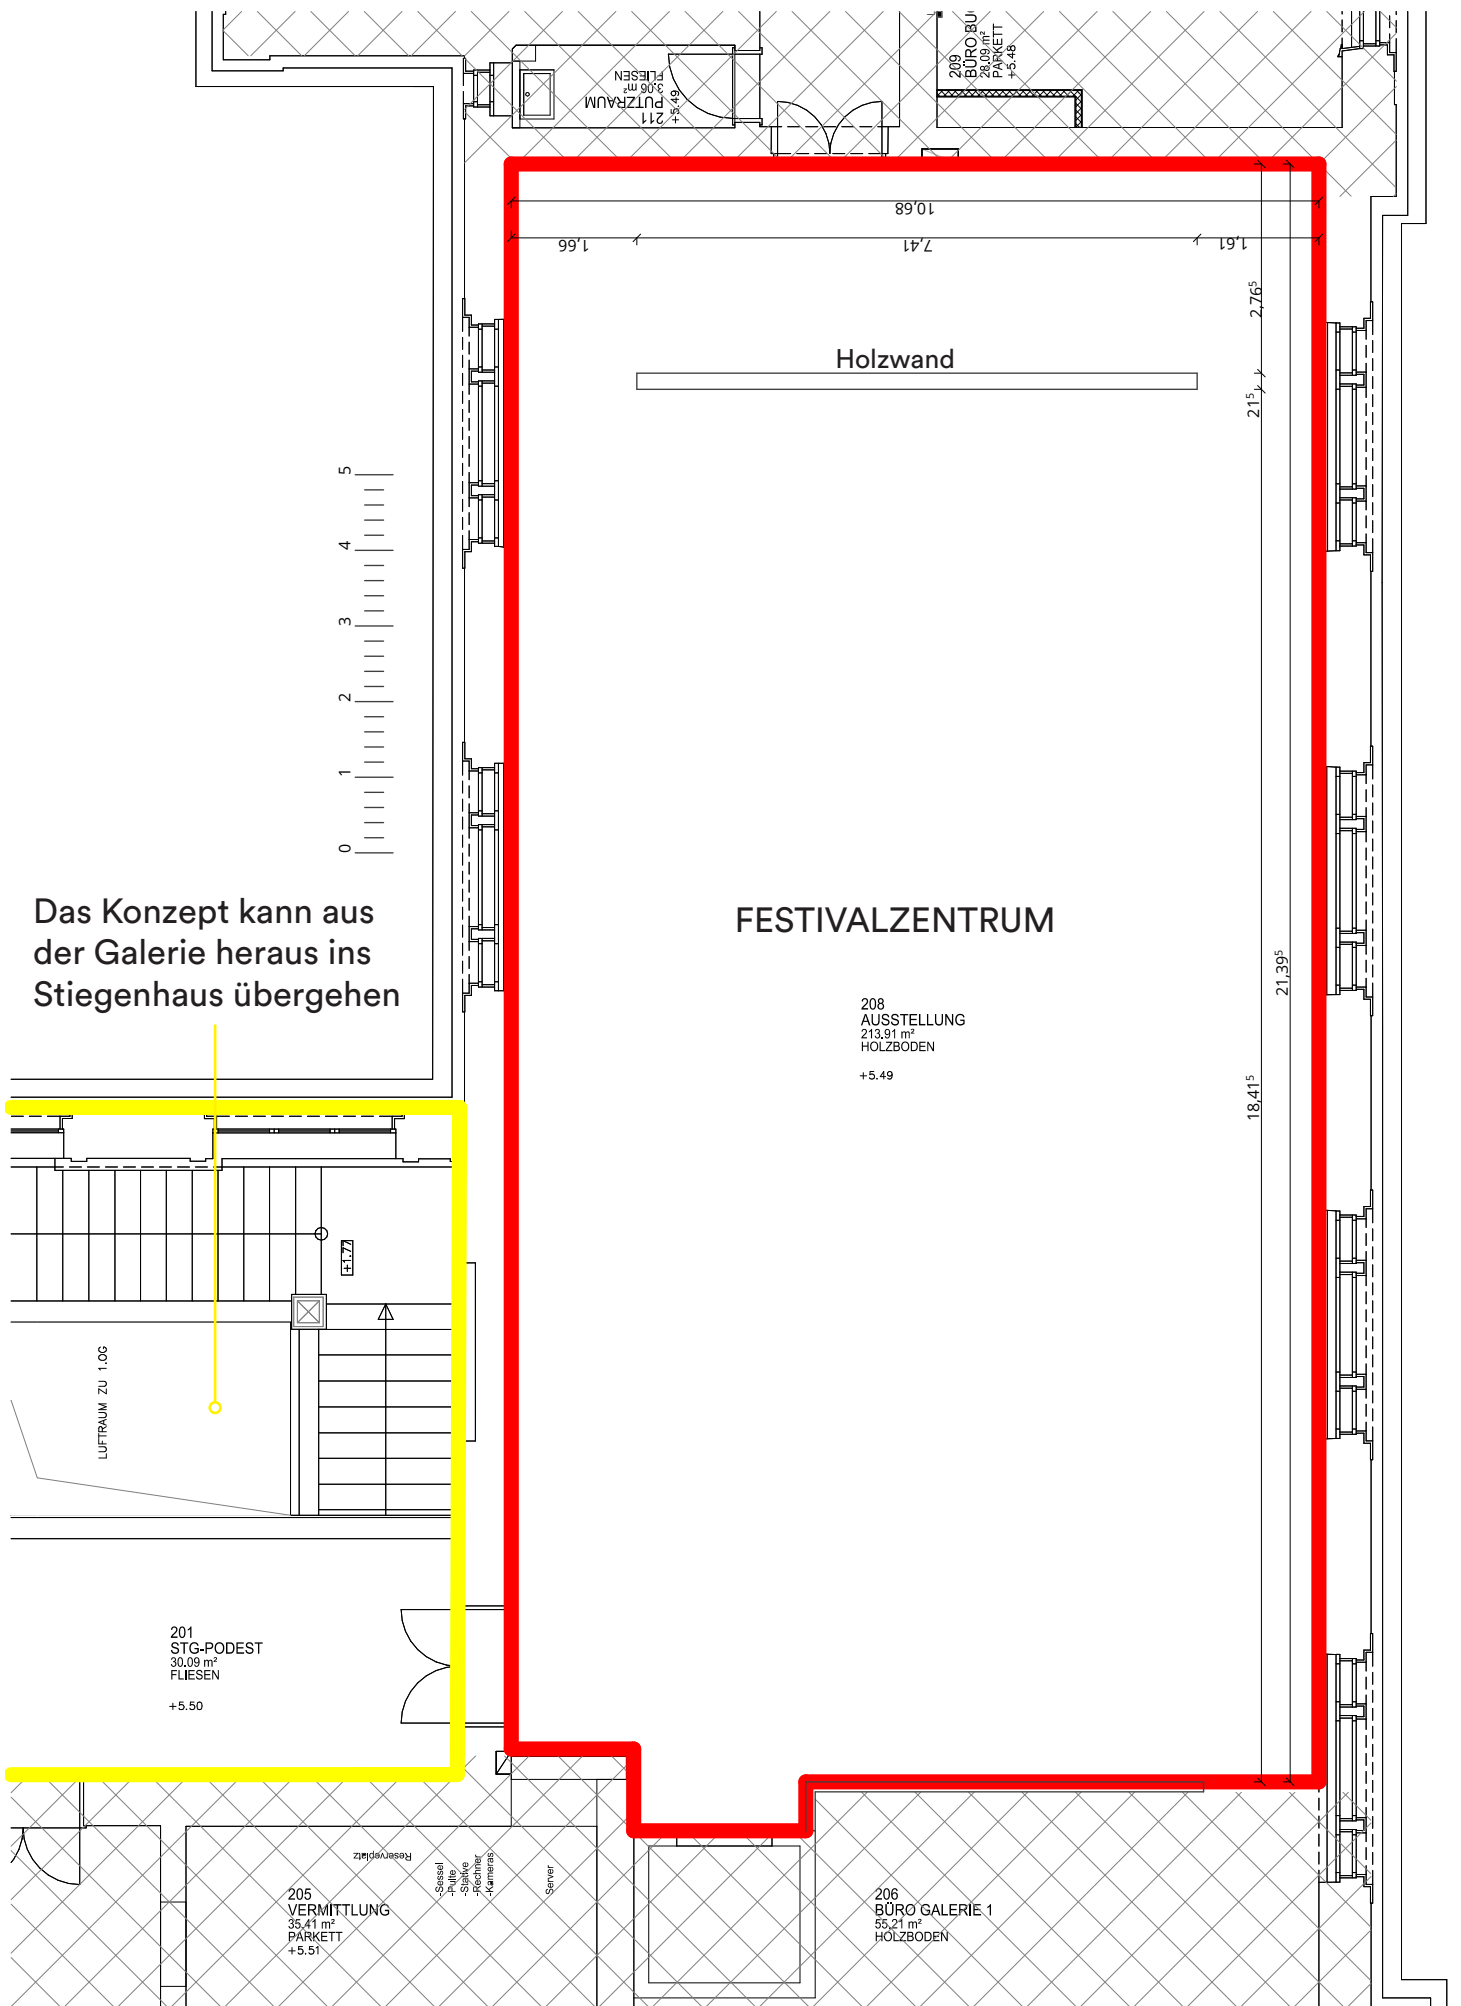 209
BÜRO BU
28.09 m²
PARKETT
+5.48
211
PUTZRAUM
3.06 m²
FLIESEN
+5.49
10,68
1,66
7,41
1,61
2,76⁵
Holzwand
21⁵
5
4
3
2
1
0
Das Konzept kann aus
der Galerie heraus ins
Stiegenhaus übergehen
FESTIVALZENTRUM
21,39⁵
208
AUSSTELLUNG
213.91 m²
HOLZBODEN
+5.49
18,41⁵
+1.77
LUFTRAUM ZU 1.OG
201
STG-PODEST
30.09 m²
FLIESEN
+5.50
Reserveplatz
-Sessel
-Pulte
-Stative
-Rechner
-Kameras
Server
205
VERMITTLUNG
35.41 m²
PARKETT
+5.51
206
BÜRO GALERIE 1
55.21 m²
HOLZBODEN